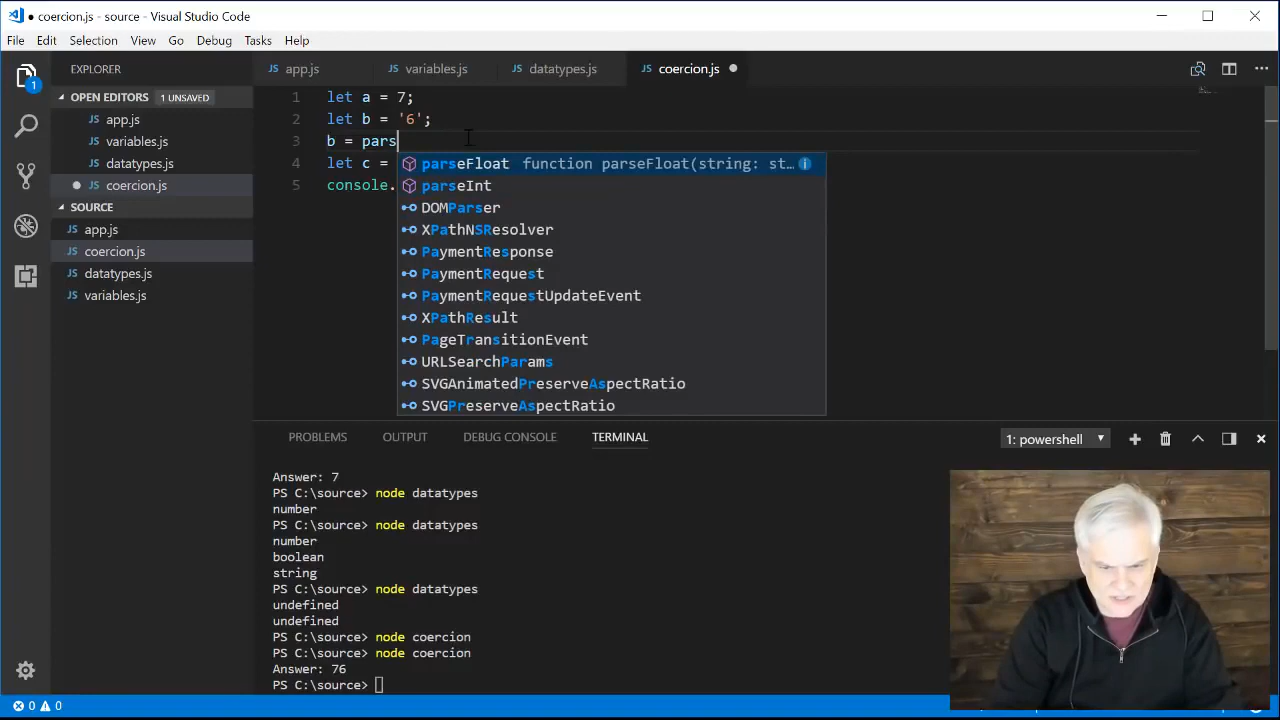 coercion.js - source - Visual Studio Code
File Edit Selection View Go Debug Tasks Help
1
EXPLORER
app.js variables.js datatypes.js coercion.js
OPEN EDITORS 1 UNSAVED
app.js
variables.js
datatypes.js
coercion.js
SOURCE
app.js
coercion.js
datatypes.js
variables.js
1 let a = 7;
2 let b = '6';
3 b = pars
4 let c =
5 console.
parseFloat function parseFloat(string: st…
parseInt
DOMParser
XPathNSResolver
PaymentResponse
PaymentRequest
PaymentRequestUpdateEvent
XPathResult
PageTransitionEvent
URLSearchParams
SVGAnimatedPreserveAspectRatio
SVGPreserveAspectRatio
PROBLEMS OUTPUT DEBUG CONSOLE TERMINAL 1: powershell
Answer: 7
PS C:\source> node datatypes
number
PS C:\source> node datatypes
number
boolean
string
PS C:\source> node datatypes
undefined
undefined
PS C:\source> node coercion
PS C:\source> node coercion
Answer: 76
PS C:\source>
0 0